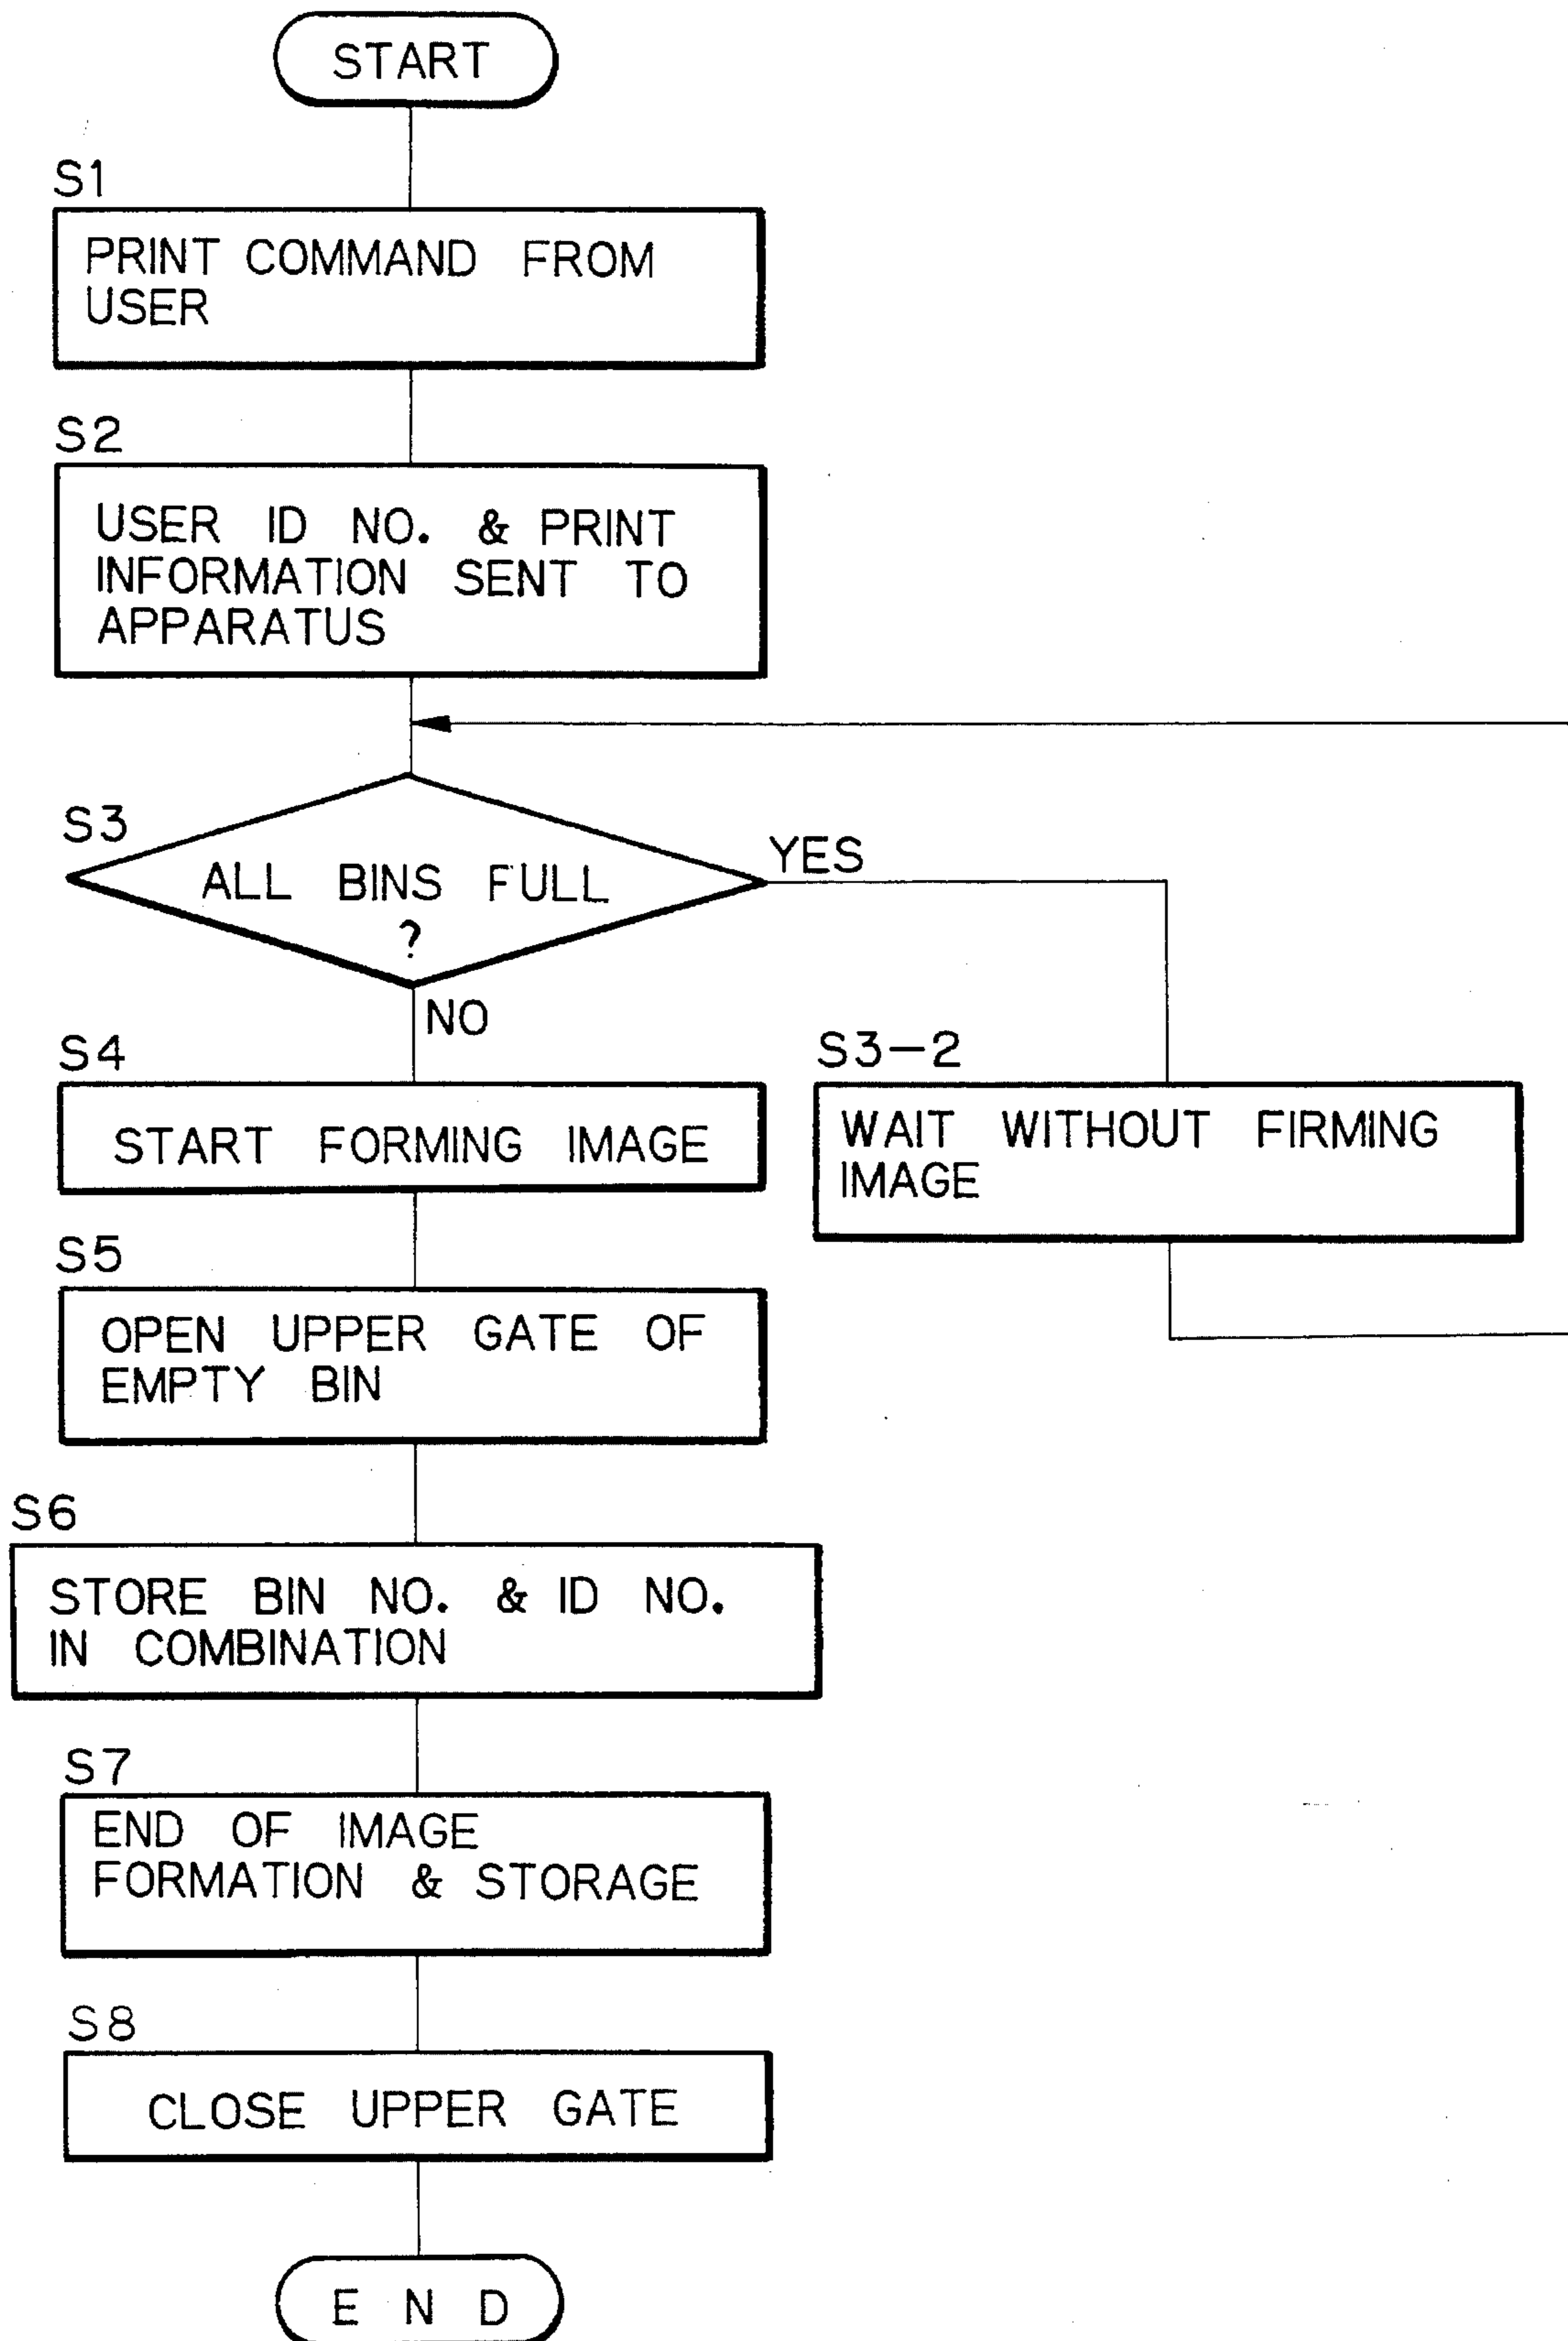 START
S1
PRINT COMMAND FROM
USER
S2
USER ID NO. & PRINT
INFORMATION SENT TO
APPARATUS
S3
ALL BINS FULL
?
YES
NO
S4
START FORMING IMAGE
S3-2
WAIT WITHOUT FIRMING
IMAGE
S5
OPEN UPPER GATE OF
EMPTY BIN
S6
STORE BIN NO. & ID NO.
IN COMBINATION
S7
END OF IMAGE
FORMATION & STORAGE
S8
CLOSE UPPER GATE
END